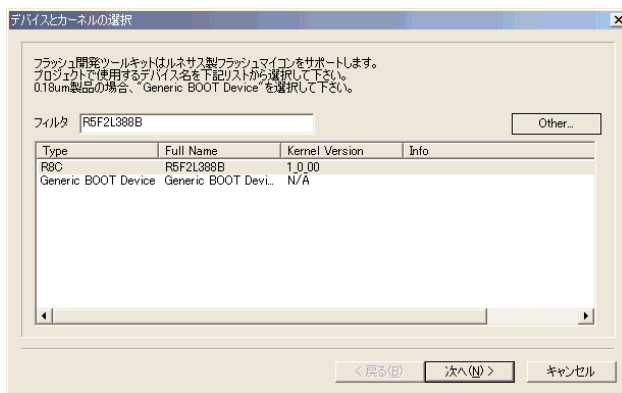 デバイスとカーネルの選択
フラッシュ開発ツールキットはルネサス製フラッシュマイコンをサポートします。
プロジェクトで使用するデバイス名を下記リストから選択して下さい。
0.18um製品の場合、"Generic BOOT Device"を選択して下さい。
フィルタ R5F2L388B Other...
Type Full Name Kernel Version Info
R8C R5F2L388B 1_0_00
Generic BOOT Device Generic BOOT Devi... N/A
< 戻る(B) 次へ(N) > キャンセル